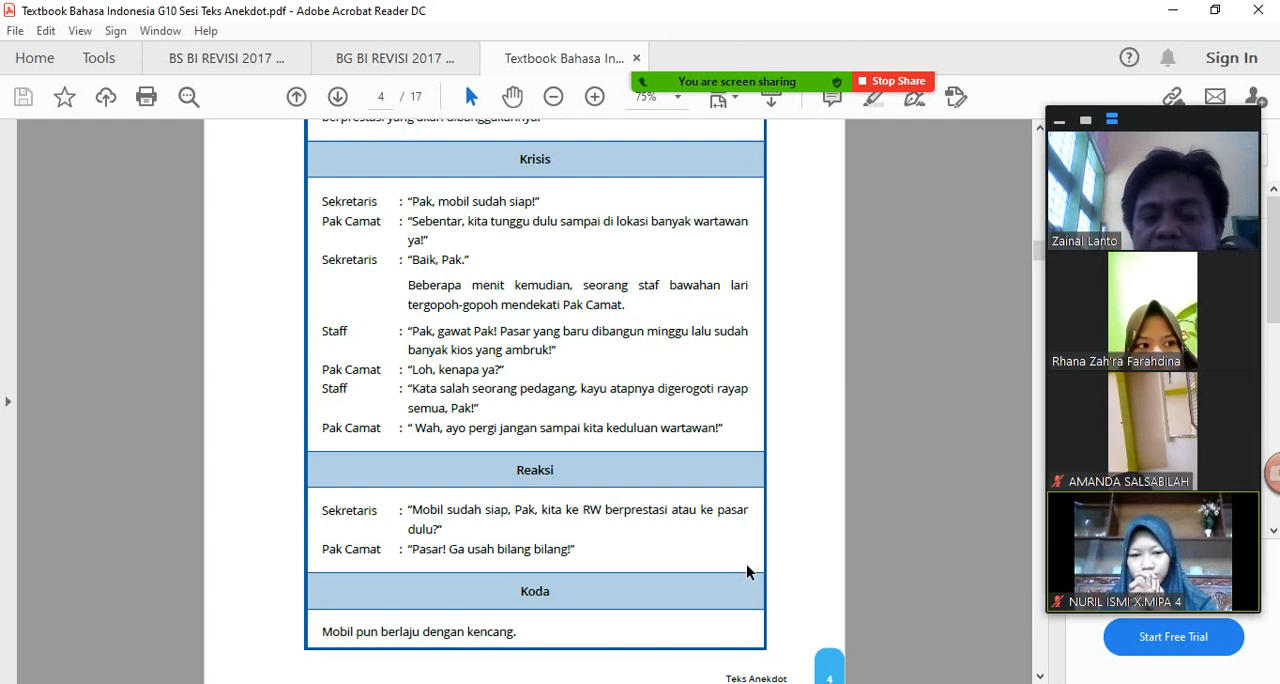 Textbook Bahasa Indonesia G10 Sesi Teks Anekdot.pdf - Adobe Acrobat Reader DC
File Edit View Sign Window Help
Home Tools BS BI REVISI 2017 ... BG BI REVISI 2017 ... Textbook Bahasa In... Sign In
You are screen sharing Stop Share
4 / 17 75%
berprestasi yang akan dibanggakannya.
Krisis
Sekretaris : “Pak, mobil sudah siap!”
Pak Camat : “Sebentar, kita tunggu dulu sampai di lokasi banyak wartawan
ya!”
Sekretaris : “Baik, Pak.”
Beberapa menit kemudian, seorang staf bawahan lari
tergopoh-gopoh mendekati Pak Camat.
Staff : “Pak, gawat Pak! Pasar yang baru dibangun minggu lalu sudah
banyak kios yang ambruk!”
Pak Camat : “Loh, kenapa ya?”
Staff : “Kata salah seorang pedagang, kayu atapnya digerogoti rayap
semua, Pak!”
Pak Camat : “ Wah, ayo pergi jangan sampai kita keduluan wartawan!”
Reaksi
Sekretaris : “Mobil sudah siap, Pak, kita ke RW berprestasi atau ke pasar
dulu?”
Pak Camat : “Pasar! Ga usah bilang bilang!”
Koda
Mobil pun berlaju dengan kencang.
Teks Anekdot 4
Zainal Lanto
Rhana Zah'ra Farahdina
AMANDA SALSABILAH
NURIL ISMI X.MIPA 4
Start Free Trial